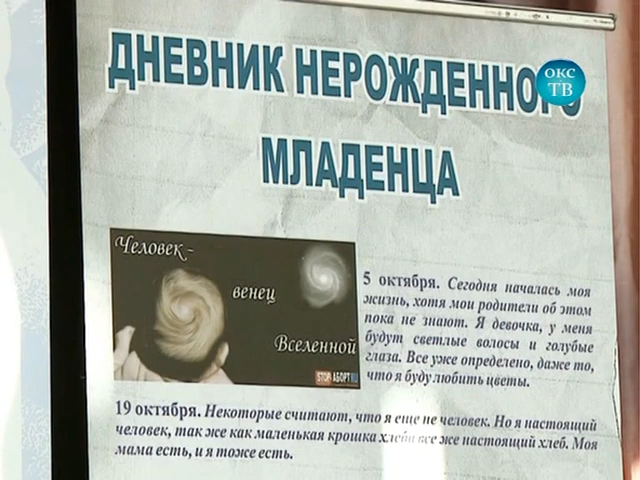 ДНЕВНИК НЕРОЖДЕННОГО
МЛАДЕНЦА
ОКС
ТВ
Человек -
венец
Вселенной
STOP-АБОРТ.RU
5 октября. Сегодня началась моя
жизнь, хотя мои родители об этом
пока не знают. Я девочка, у меня
будут светлые волосы и голубые
глаза. Все уже определено, даже то,
что я буду любить цветы.
19 октября. Некоторые считают, что я еще не человек. Но я настоящий
человек, так же как маленькая крошка хлеба все же настоящий хлеб. Моя
мама есть, и я тоже есть.